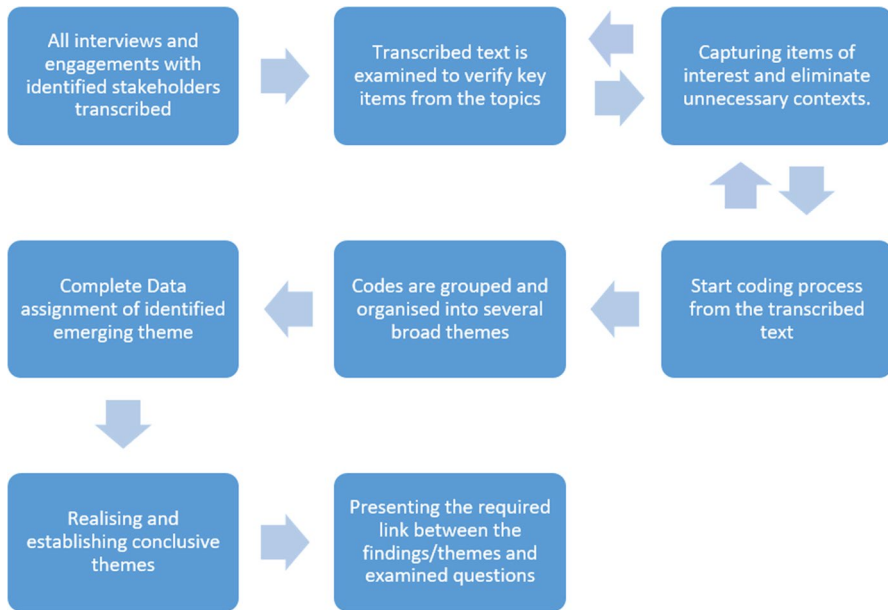 All interviews and
engagements with
identified stakeholders
transcribed
Transcribed text is
examined to verify key
items from the topics
Capturing items of
interest and eliminate
unnecessary contexts.
Start coding process
from the transcribed
text
Codes are grouped and
organised into several
broad themes
Complete Data
assignment of identified
emerging theme
Realising and
establishing conclusive
themes
Presenting the required
link between the
findings/themes and
examined questions